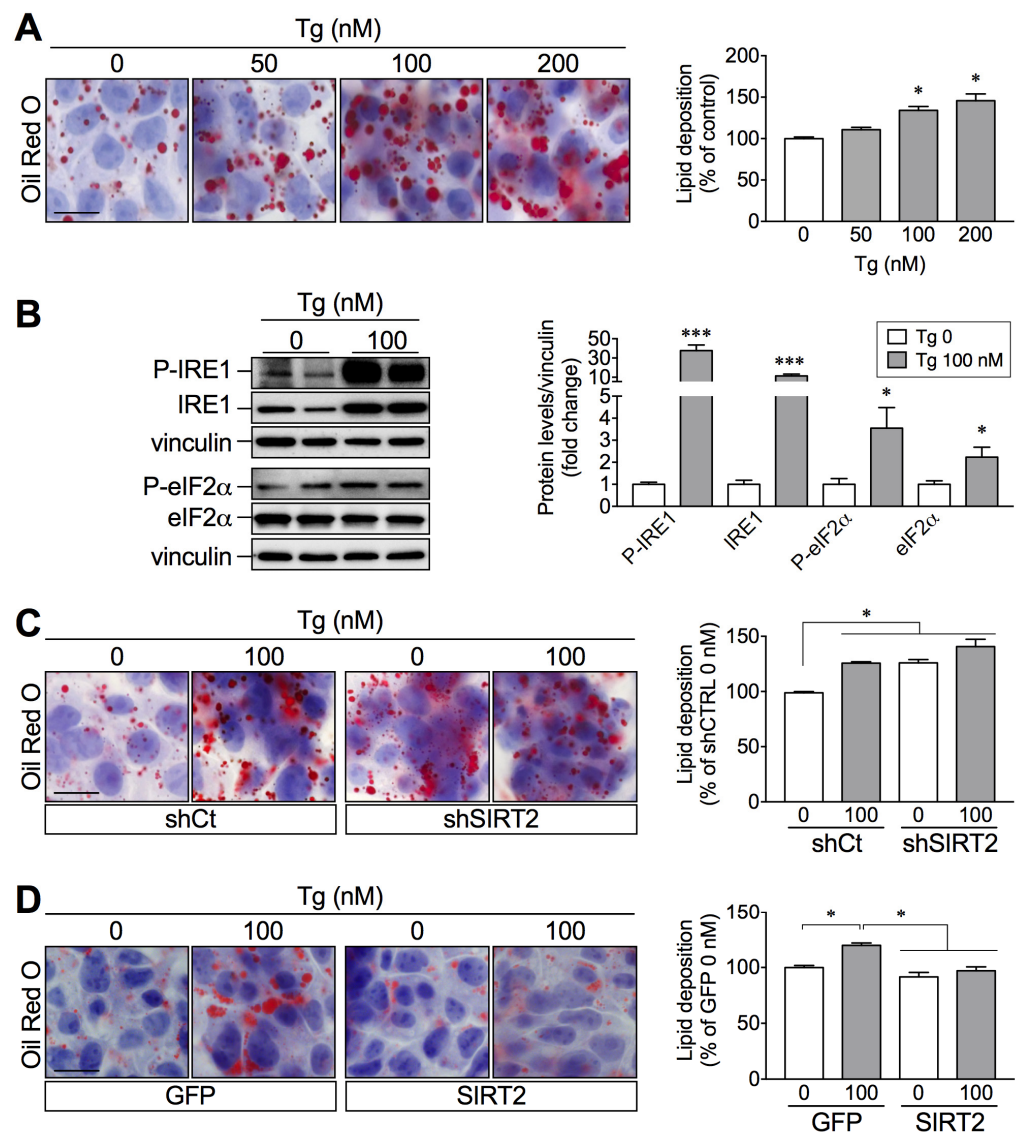 A
Tg (nM)
0 50 100 200
Oil Red O
Lipid deposition
(% of control)
200
150
100
50
0
* *
0 50 100 200
Tg (nM)
B
Tg (nM)
0 100
P-IRE1
IRE1
vinculin
P-eIF2α
eIF2α
vinculin
Protein levels/vinculin
(fold change)
50
30
10
5
4
3
2
1
0
*** *** * *
Tg 0
Tg 100 nM
P-IRE1 IRE1 P-eIF2α eIF2α
C
Tg (nM)
0 100 0 100
Oil Red O
shCt shSIRT2
Lipid deposition
(% of shCTRL 0 nM)
150
100
50
0
*
0 100 0 100
shCt shSIRT2
D
Tg (nM)
0 100 0 100
Oil Red O
GFP SIRT2
Lipid deposition
(% of GFP 0 nM)
150
100
50
0
* *
0 100 0 100
GFP SIRT2